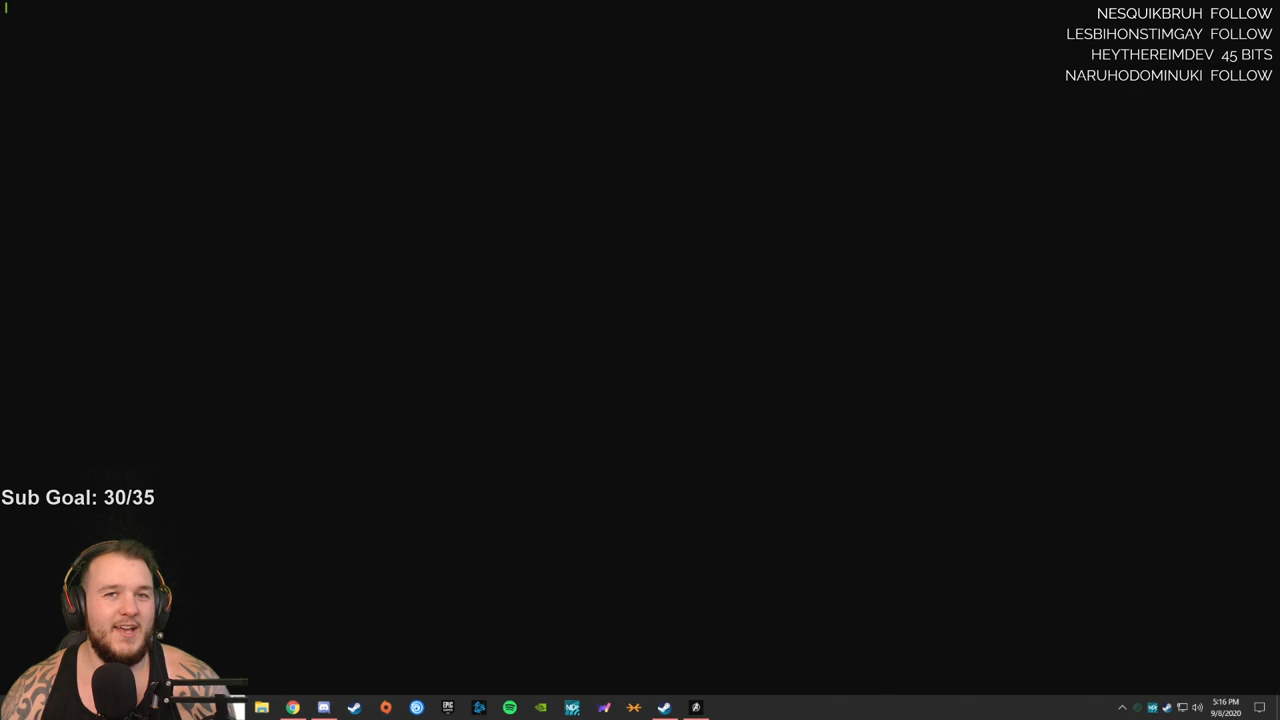 NESQUIKBRUH FOLLOW
LESBIHONSTIMGAY FOLLOW
HEYTHEREIMDEV 45 BITS
NARUHODOMINUKI FOLLOW
Sub Goal: 30/35
EPIC
5:16 PM
9/8/2020